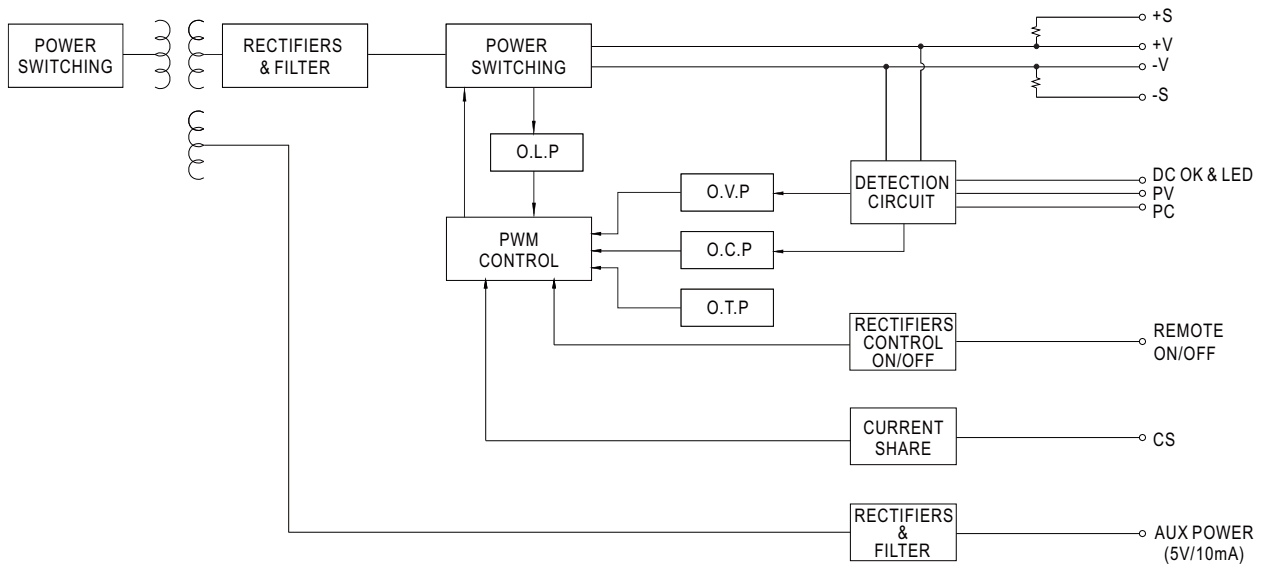 POWER
SWITCHING
RECTIFIERS
& FILTER
POWER
SWITCHING
+S
+V
-V
-S
O.L.P
PWM
CONTROL
O.V.P
O.C.P
O.T.P
DETECTION
CIRCUIT
DC OK & LED
PV
PC
RECTIFIERS
CONTROL
ON/OFF
REMOTE
ON/OFF
CURRENT
SHARE
CS
RECTIFIERS
&
FILTER
AUX POWER
(5V/10mA)